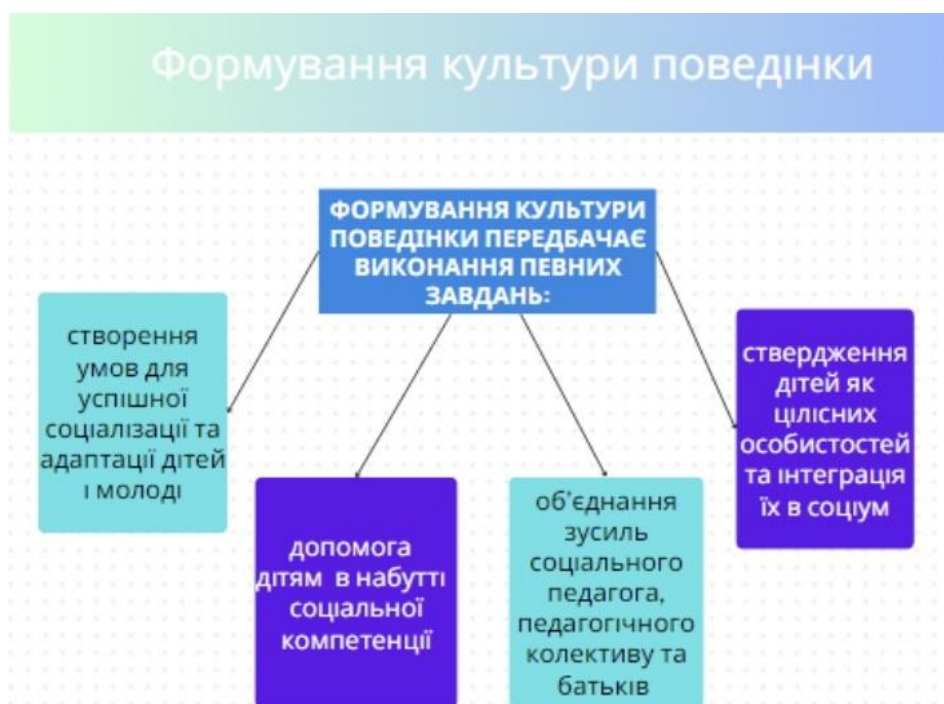 Формування культури поведінки
ФОРМУВАННЯ КУЛЬТУРИ
ПОВЕДІНКИ ПЕРЕДБАЧАЄ
ВИКОНАННЯ ПЕВНИХ
ЗАВДАНЬ:
створення
умов для
успішної
соціалізації та
адаптації дітей
і молоді
допомога
дітям в набутті
соціальної
компетенції
об'єднання
зусиль
соціального
педагога,
педагогічного
колективу та
батьків
ствердження
дітей як
цілісних
особистостей
та інтеграція
їх в соціум